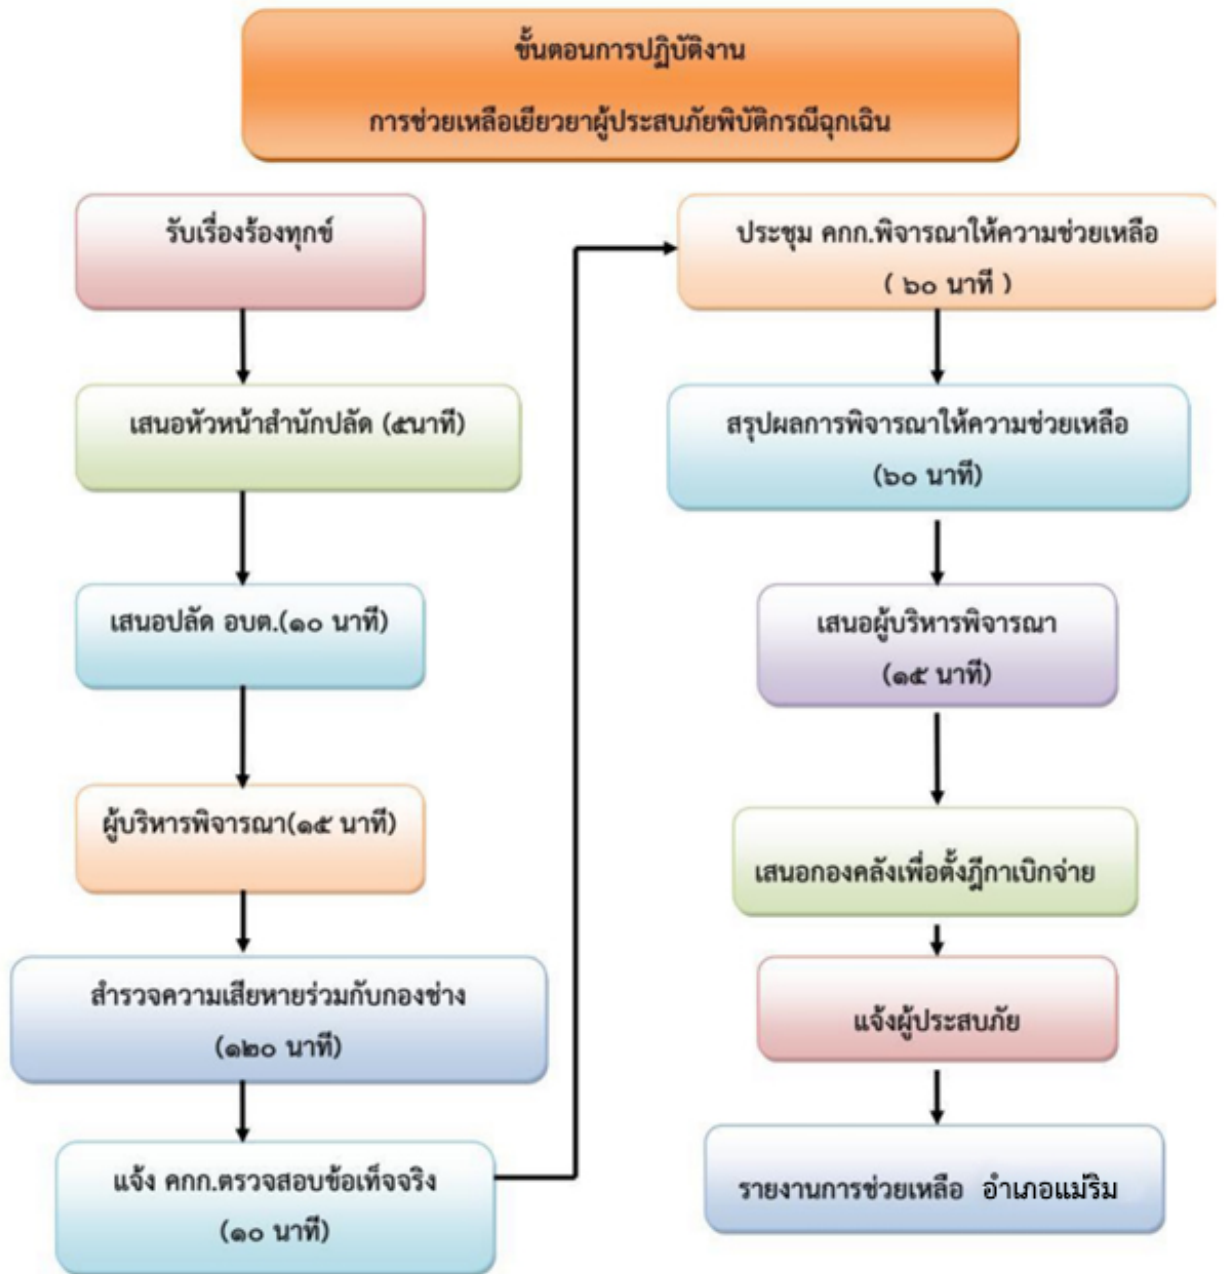 ขั้นตอนการปฏิบัติงาน
การช่วยเหลือเยียวยาผู้ประสบภัยพิบัติกรณีฉุกเฉิน
รับเรื่องร้องทุกข์
เสนอหัวหน้าสำนักปลัด (๕นาที)
เสนอปลัด อบต.(๑๐ นาที)
ผู้บริหารพิจารณา(๑๕ นาที)
สำรวจความเสียหายร่วมกับกองช่าง
(๑๒๐ นาที)
แจ้ง คกก.ตรวจสอบข้อเท็จจริง
(๑๐ นาที)
ประชุม คกก.พิจารณาให้ความช่วยเหลือ
( ๖๐ นาที )
สรุปผลการพิจารณาให้ความช่วยเหลือ
(๖๐ นาที)
เสนอผู้บริหารพิจารณา
(๑๕ นาที)
เสนอกองคลังเพื่อตั้งฎีกาเบิกจ่าย
แจ้งผู้ประสบภัย
รายงานการช่วยเหลือ อำเภอแม่ริม